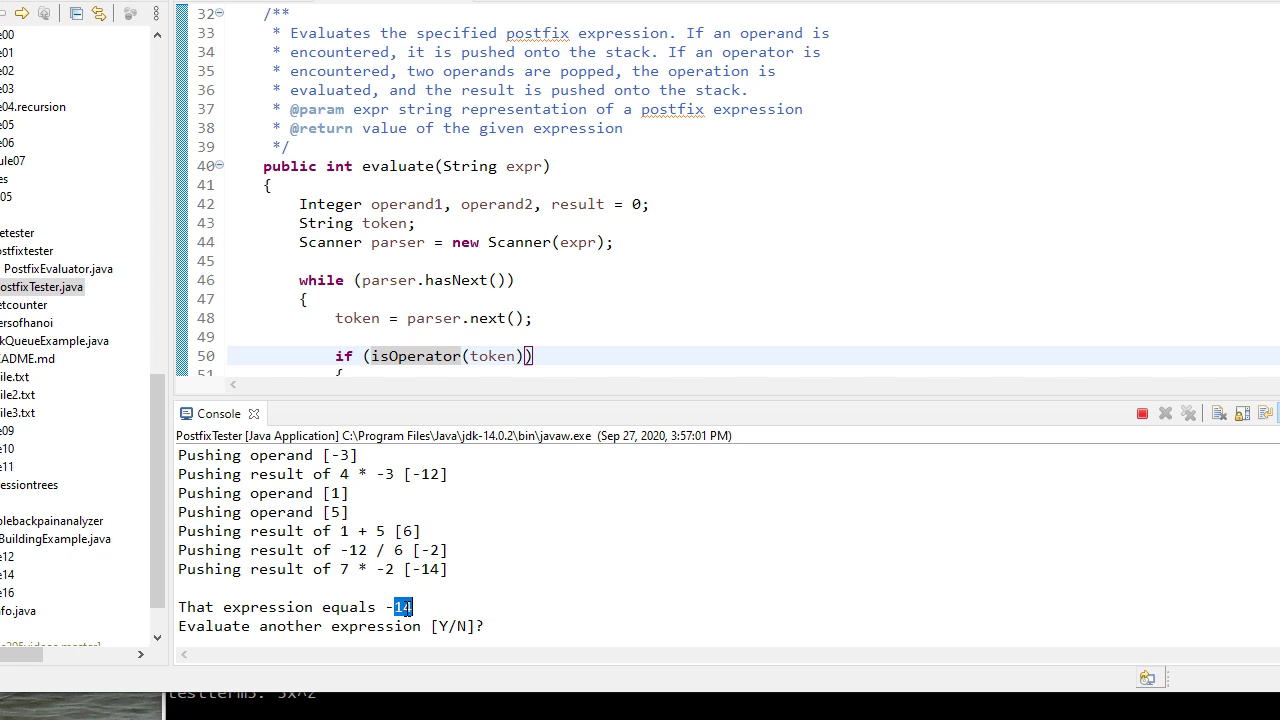 e00
e01
e02
e03
e04.recursion
e05
e06
ule07
es
05
etester
stfixtester
PostfixEvaluator.java
ostfixTester.java
etcounter
ersofhanoi
kQueueExample.java
EADME.md
ile.txt
ile2.txt
ile3.txt
e09
e10
e11
essiontrees
blebackpainanalyzer
BuildingExample.java
e12
e14
e16
nfo.java
32 /**
33 * Evaluates the specified postfix expression. If an operand is
34 * encountered, it is pushed onto the stack. If an operator is
35 * encountered, two operands are popped, the operation is
36 * evaluated, and the result is pushed onto the stack.
37 * @param expr string representation of a postfix expression
38 * @return value of the given expression
39 */
40 public int evaluate(String expr)
41 {
42 Integer operand1, operand2, result = 0;
43 String token;
44 Scanner parser = new Scanner(expr);
45
46 while (parser.hasNext())
47 {
48 token = parser.next();
49
50 if (isOperator(token))
51 {
Console
PostfixTester [Java Application] C:\Program Files\Java\jdk-14.0.2\bin\javaw.exe (Sep 27, 2020, 3:57:01 PM)
Pushing operand [-3]
Pushing result of 4 * -3 [-12]
Pushing operand [1]
Pushing operand [5]
Pushing result of 1 + 5 [6]
Pushing result of -12 / 6 [-2]
Pushing result of 7 * -2 [-14]
That expression equals -14
Evaluate another expression [Y/N]?